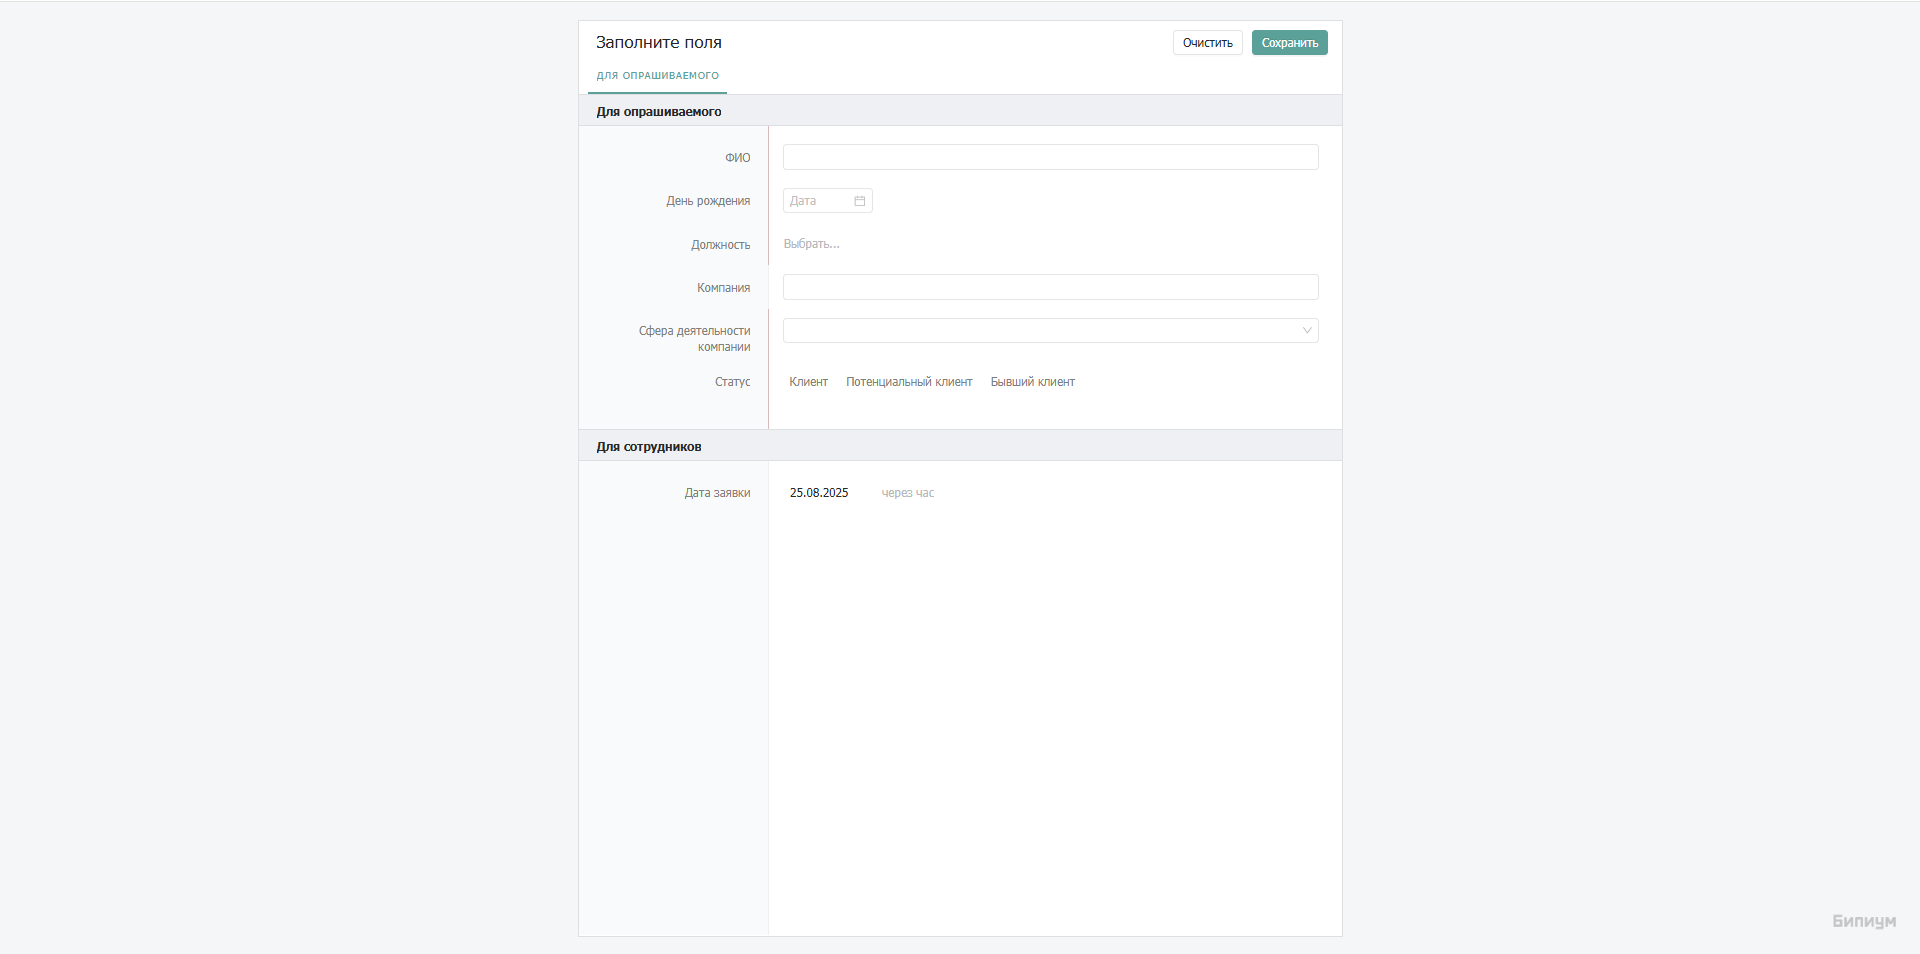 Заполните поля
Очистить
Сохранить
ДЛЯ ОПРАШИВАЕМОГО
Для опрашиваемого
ФИО
День рождения
Дата
Должность
Выбрать...
Компания
Сфера деятельности
компании
Статус
Клиент
Потенциальный клиент
Бывший клиент
Для сотрудников
Дата заявки
25.08.2025
через час
Бипиум